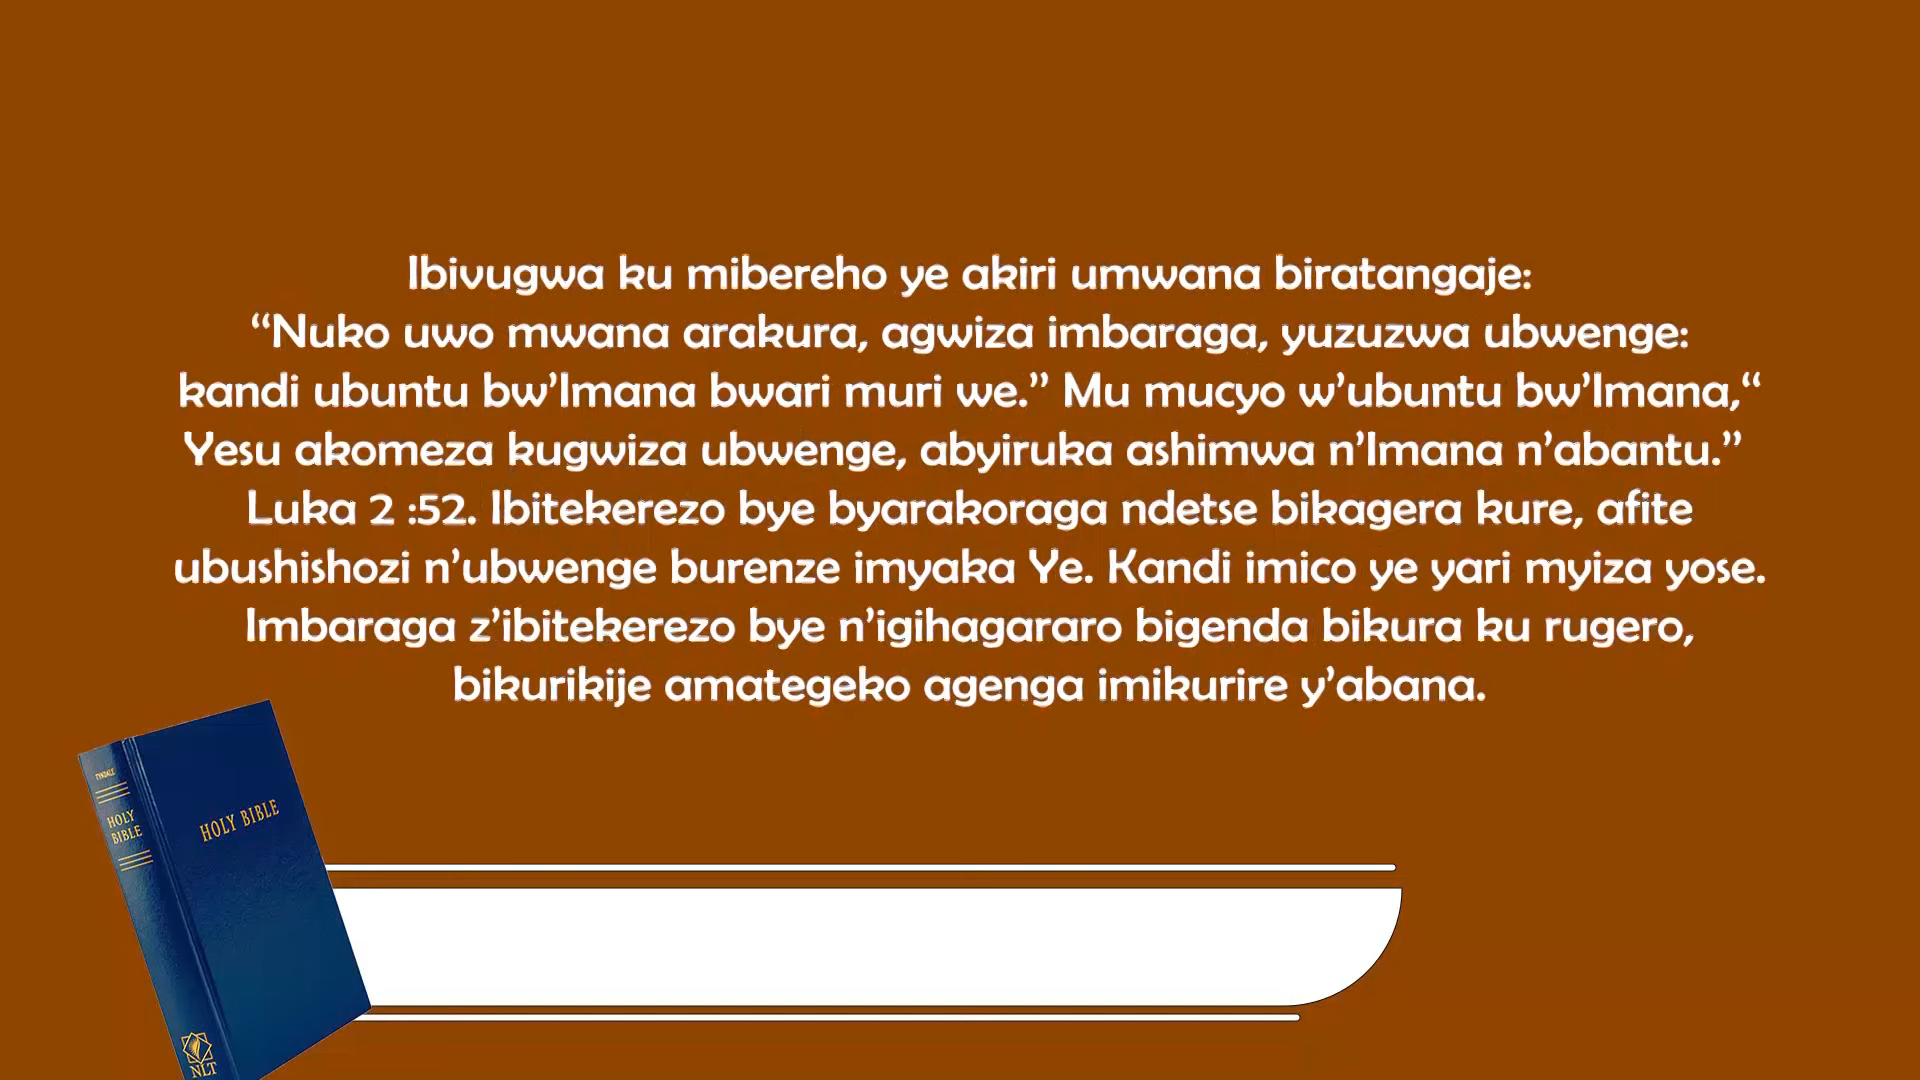 Ibivugwa ku mibereho ye akiri umwana biratangaje:
“Nuko uwo mwana arakura, agwiza imbaraga, yuzuzwa ubwenge:
kandi ubuntu bw’Imana bwari muri we.” Mu mucyo w’ubuntu bw’Imana,“
Yesu akomeza kugwiza ubwenge, abyiruka ashimwa n’Imana n’abantu.”
Luka 2 :52. Ibitekerezo bye byarakoraga ndetse bikagera kure, afite
ubushishozi n’ubwenge burenze imyaka Ye. Kandi imico ye yari myiza yose.
Imbaraga z’ibitekerezo bye n’igihagararo bigenda bikura ku rugero,
bikurikije amategeko agenga imikurire y’abana.
TYNDALE
HOLY
BIBLE
HOLY BIBLE
NLT